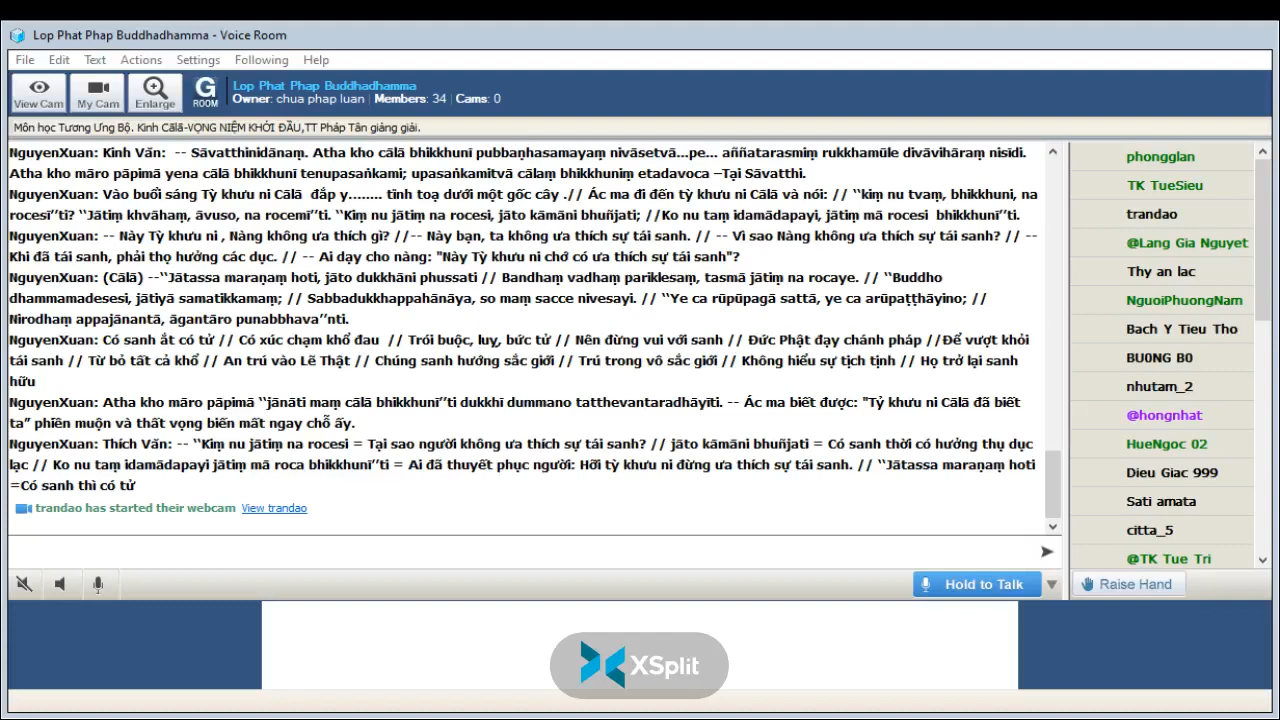 Lop Phat Phap Buddhadhamma - Voice Room
File Edit Text Actions Settings Following Help
View Cam My Cam Enlarge G ROOM
Lop Phat Phap Buddhadhamma
Owner: chua phap luan | Members: 34 | Cams: 0
Môn học Tương Ưng Bộ. Kinh Cālā-VỌNG NIỆM KHỞI ĐẦU,TT Pháp Tân giảng giải.
NguyenXuan: Kinh Văn: -- Sāvatthinidānaṃ. Atha kho cālā bhikkhunī pubbaṇhasamayaṃ nivāsetvā...pe... aññatarasmiṃ rukkhamūle divāvihāraṃ nisīdi.
Atha kho māro pāpimā yena cālā bhikkhunī tenupasaṅkami; upasaṅkamitvā cālaṃ bhikkhuniṃ etadavoca –Tại Sāvatthi.
NguyenXuan: Vào buổi sáng Tỳ khưu ni Cālā đắp y........ tĩnh toạ dưới một gốc cây .// Ác ma đi đến tỳ khưu ni Cālā và nói: // ‘‘kiṃ nu tvaṃ, bhikkhuni, na
rocesī’’ti? ‘‘Jātiṃ khvāhaṃ, āvuso, na rocemī’’ti. ‘‘Kiṃ nu jātiṃ na rocesi, jāto kāmāni bhuñjati; //Ko nu taṃ idamādapayi, jātiṃ mā rocesi bhikkhunī’’ti.
NguyenXuan: -- Này Tỳ khưu ni , Nàng không ưa thích gì? //-- Này bạn, ta không ưa thích sự tái sanh. // -- Vì sao Nàng không ưa thích sự tái sanh? // --
Khi đã tái sanh, phải thọ hưởng các dục. // -- Ai dạy cho nàng: "Này Tỳ khưu ni chớ có ưa thích sự tái sanh"?
NguyenXuan: (Cālā) --‘‘Jātassa maraṇaṃ hoti, jāto dukkhāni phussati // Bandhaṃ vadhaṃ pariklesaṃ, tasmā jātiṃ na rocaye. // ‘‘Buddho
dhammamadesesi, jātiyā samatikkamaṃ; // Sabbadukkhappahānāya, so maṃ sacce nivesayi. // ‘‘Ye ca rūpūpagā sattā, ye ca arūpaṭṭhāyino; //
Nirodhaṃ appajānantā, āgantāro punabbhava’’nti.
NguyenXuan: Có sanh ắt có tử // Có xúc chạm khổ đau // Trói buộc, luỵ, bức tử // Nên đừng vui với sanh // Đức Phật dạy chánh pháp //Để vượt khỏi
tái sanh // Từ bỏ tất cả khổ // An trú vào Lẽ Thật // Chúng sanh hướng sắc giới // Trú trong vô sắc giới // Không hiểu sự tịch tịnh // Họ trở lại sanh
hữu
NguyenXuan: Atha kho māro pāpimā ‘‘jānāti maṃ cālā bhikkhunī’’ti dukkhī dummano tatthevantaradhāyīti. -- Ác ma biết được: "Tỷ khưu ni Cālā đã biết
ta” phiền muộn và thất vọng biến mất ngay chỗ ấy.
NguyenXuan: Thích Văn: -- ‘‘Kiṃ nu jātiṃ na rocesi = Tại sao người không ưa thích sự tái sanh? // jāto kāmāni bhuñjati = Có sanh thời có hưởng thụ dục
lạc // Ko nu taṃ idamādapayi jātiṃ mā roca bhikkhunī’’ti = Ai đã thuyết phục người: Hỡi tỳ khưu ni đừng ưa thích sự tái sanh. // ‘‘Jātassa maraṇaṃ hoti
=Có sanh thì có tử
trandao has started their webcam View trandao
phongglan
TK TueSieu
trandao
@Lang Gia Nguyet
Thy an lac
NguoiPhuongNam
Bach Y Tieu Tho
BU0NG B0
nhutam_2
@hongnhat
HueNgoc 02
Dieu Giac 999
Sati amata
citta_5
@TK Tue Tri
Hold to Talk
Raise Hand
XSplit